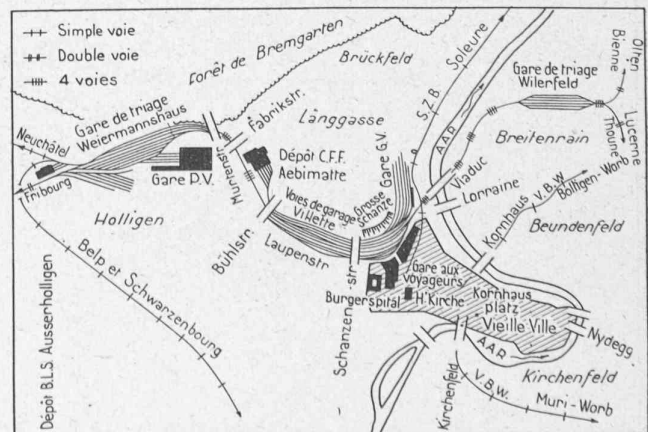 Simple voie
Double voie
4 voies
Forêt de Bremgarten
Brückfeld
Soleure
S.Z.B.
Olten
Bienne
Gare de triage
Wilerfeld
Lucerne
Thoune
Gare de triage
Weiermannshaus
Fabrikstr.
Länggasse
Gare G.V.
AAR
Breitenrain
Neuchâtel
Fribourg
Gare P.V.
Murtenstr.
Dépôt C.F.F.
Aebimatte
Voies de garage
Villette
Grosse
Schanze
Viaduc
Lorraine
Kornhaus
V.B.W.
Bolligen-Worb
Beundenfeld
Holligen
Bühlstr.
Laupenstr
Schanzen
-str.
Gare aux
voyageurs
Burgerspital
H! Kirche
Kornhaus
platz
Vieille Ville
Nydegg
Belp et Schwarzenbourg
Dépôt B.L.S. Ausserholligen
AAR
Kirchenfeld
Kirchenfeld
V.B.W.
Muri-Worb